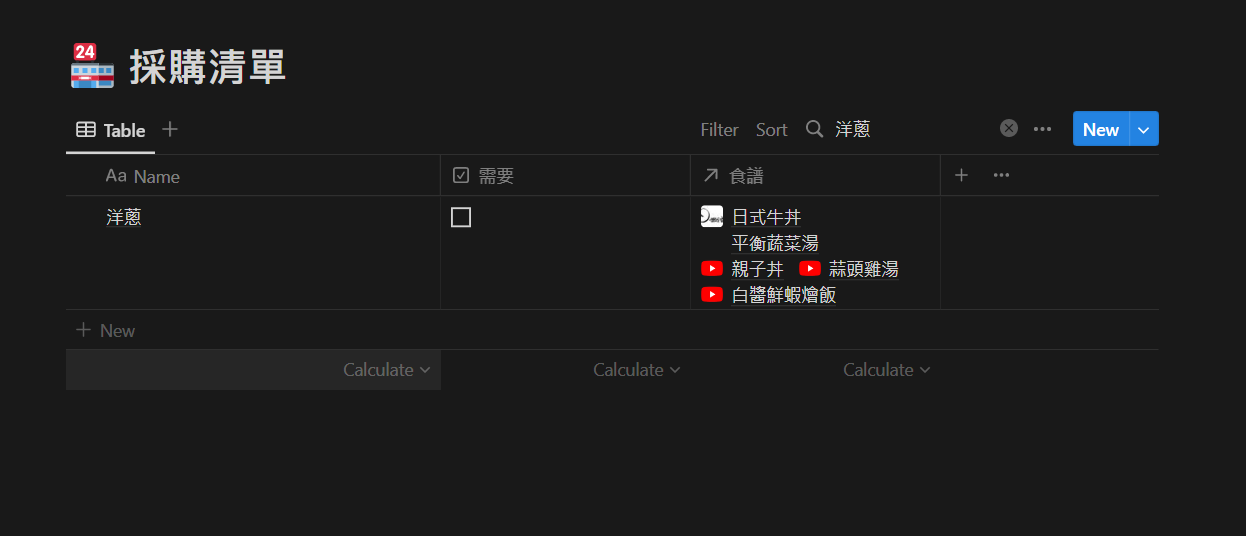 24
採購清單
Table
Filter Sort 洋蔥 New
Aa Name 需要 食譜
洋蔥 日式牛丼
平衡蔬菜湯
親子丼 蒜頭雞湯
白醬鮮蝦燴飯
New
Calculate Calculate Calculate